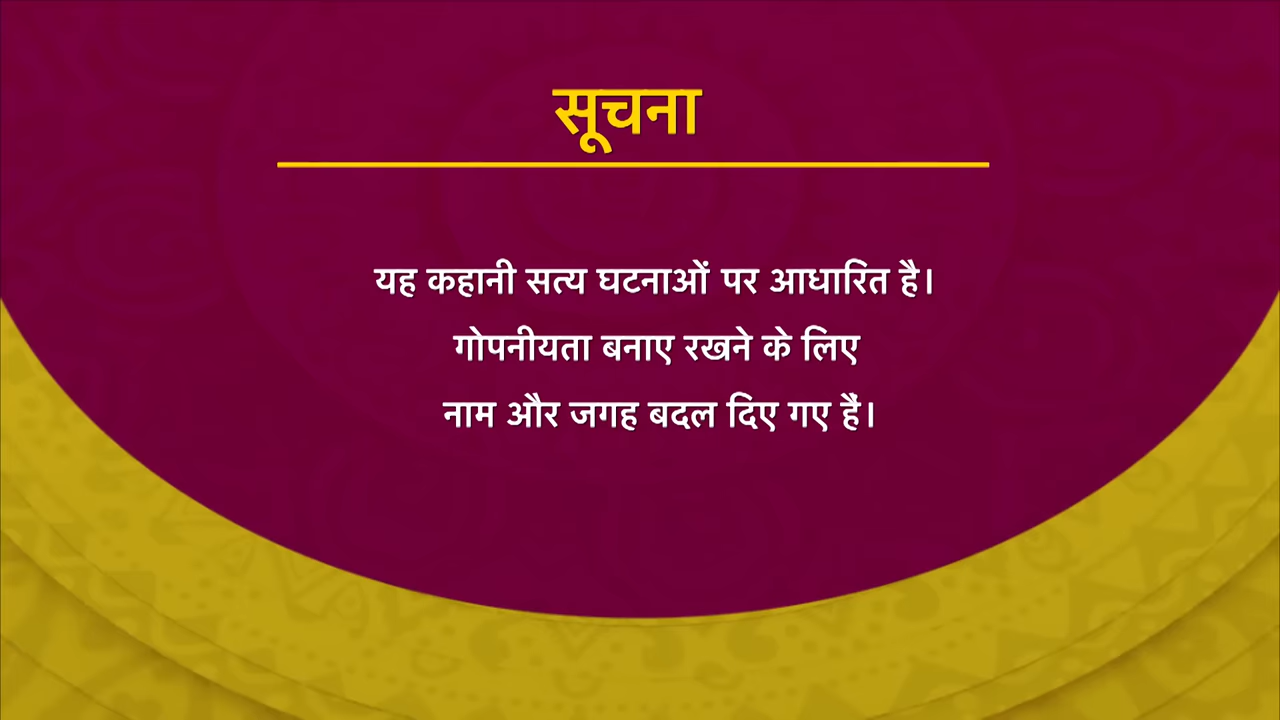 सूचना
यह कहानी सत्य घटनाओं पर आधारित है।
गोपनीयता बनाए रखने के लिए
नाम और जगह बदल दिए गए हैं।